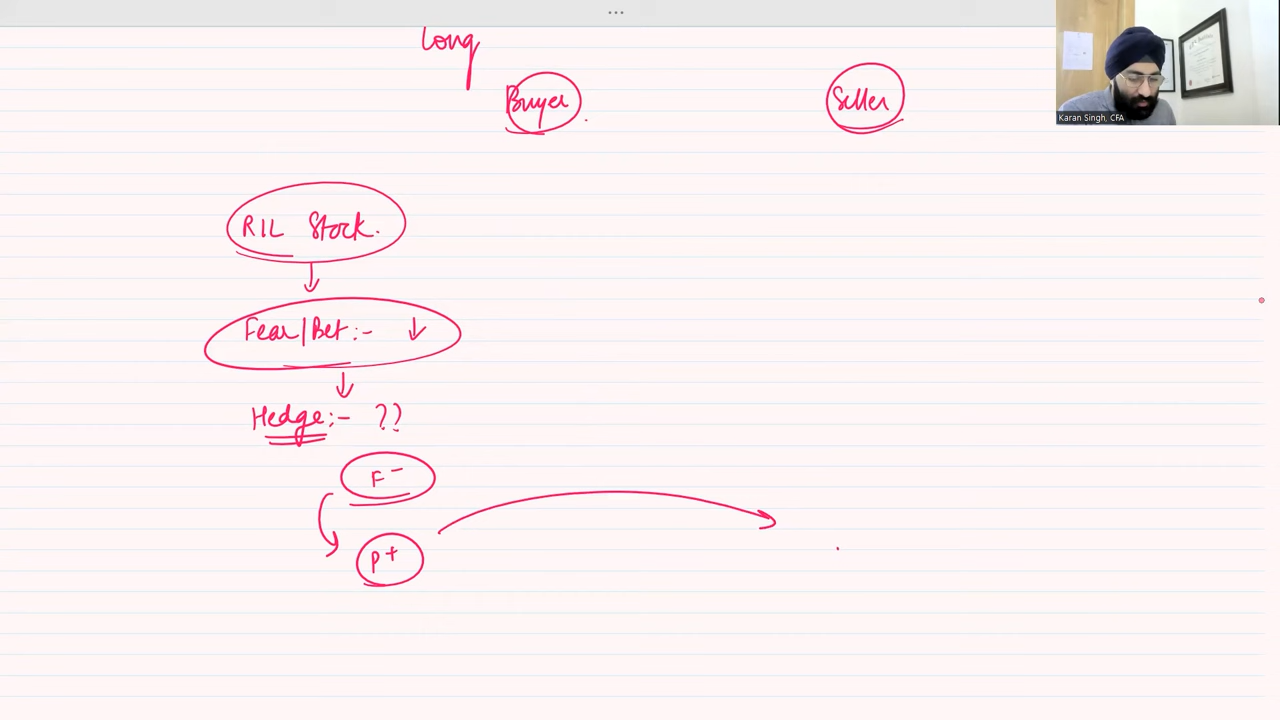 Long
Buyer
Seller
Karan Singh, CFA
RIL Stock.
Fear/Bet:- ↓
Hedge:- ??
F⁻
P⁺